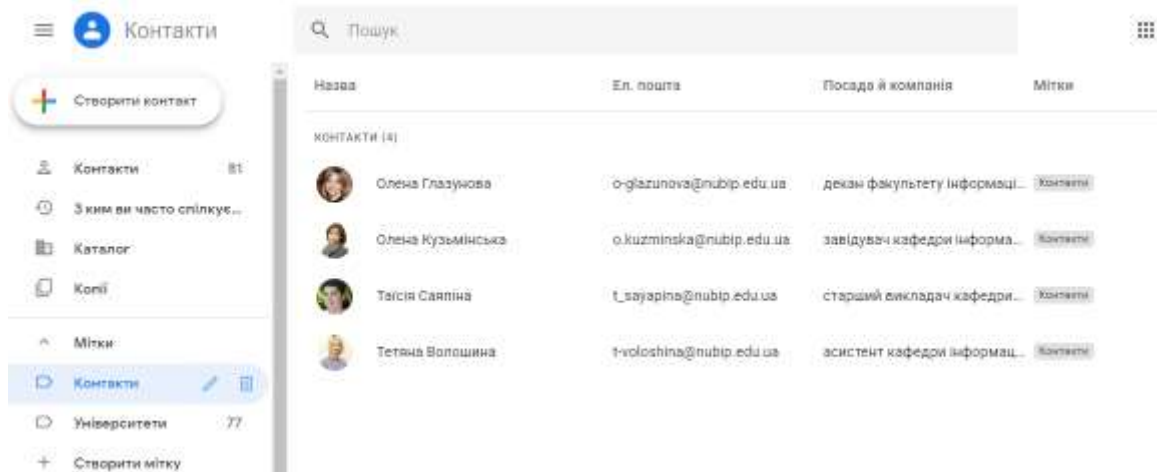 Контакти
Пошук
Створити контакт
Контакти 81
З ким ви часто спілкує...
Каталог
Копії
Мітки
Контакти
Університети 77
Створити мітку
Назва Ел. пошта Посада й компанія Мітки
КОНТАКТИ (4)
Олена Глазунова o-glazunova@nubip.edu.ua декан факультету інформаці... Контакти
Олена Кузьмінська o.kuzminska@nubip.edu.ua завідувач кафедри інформа... Контакти
Таїсія Саяпіна t_sayapina@nubip.edu.ua старший викладач кафедри... Контакти
Тетяна Волошина t-voloshina@nubip.edu.ua асистент кафедри інформац... Контакти